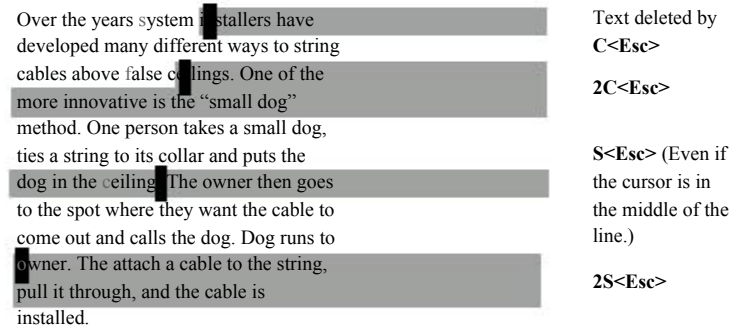 Over the years system installers have
developed many different ways to string
cables above false ceilings. One of the
more innovative is the “small dog”
method. One person takes a small dog,
ties a string to its collar and puts the
dog in the ceiling. The owner then goes
to the spot where they want the cable to
come out and calls the dog. Dog runs to
owner. The attach a cable to the string,
pull it through, and the cable is
installed.
Text deleted by
C<Esc>
2C<Esc>
S<Esc> (Even if
the cursor is in
the middle of the
line.)
2S<Esc>